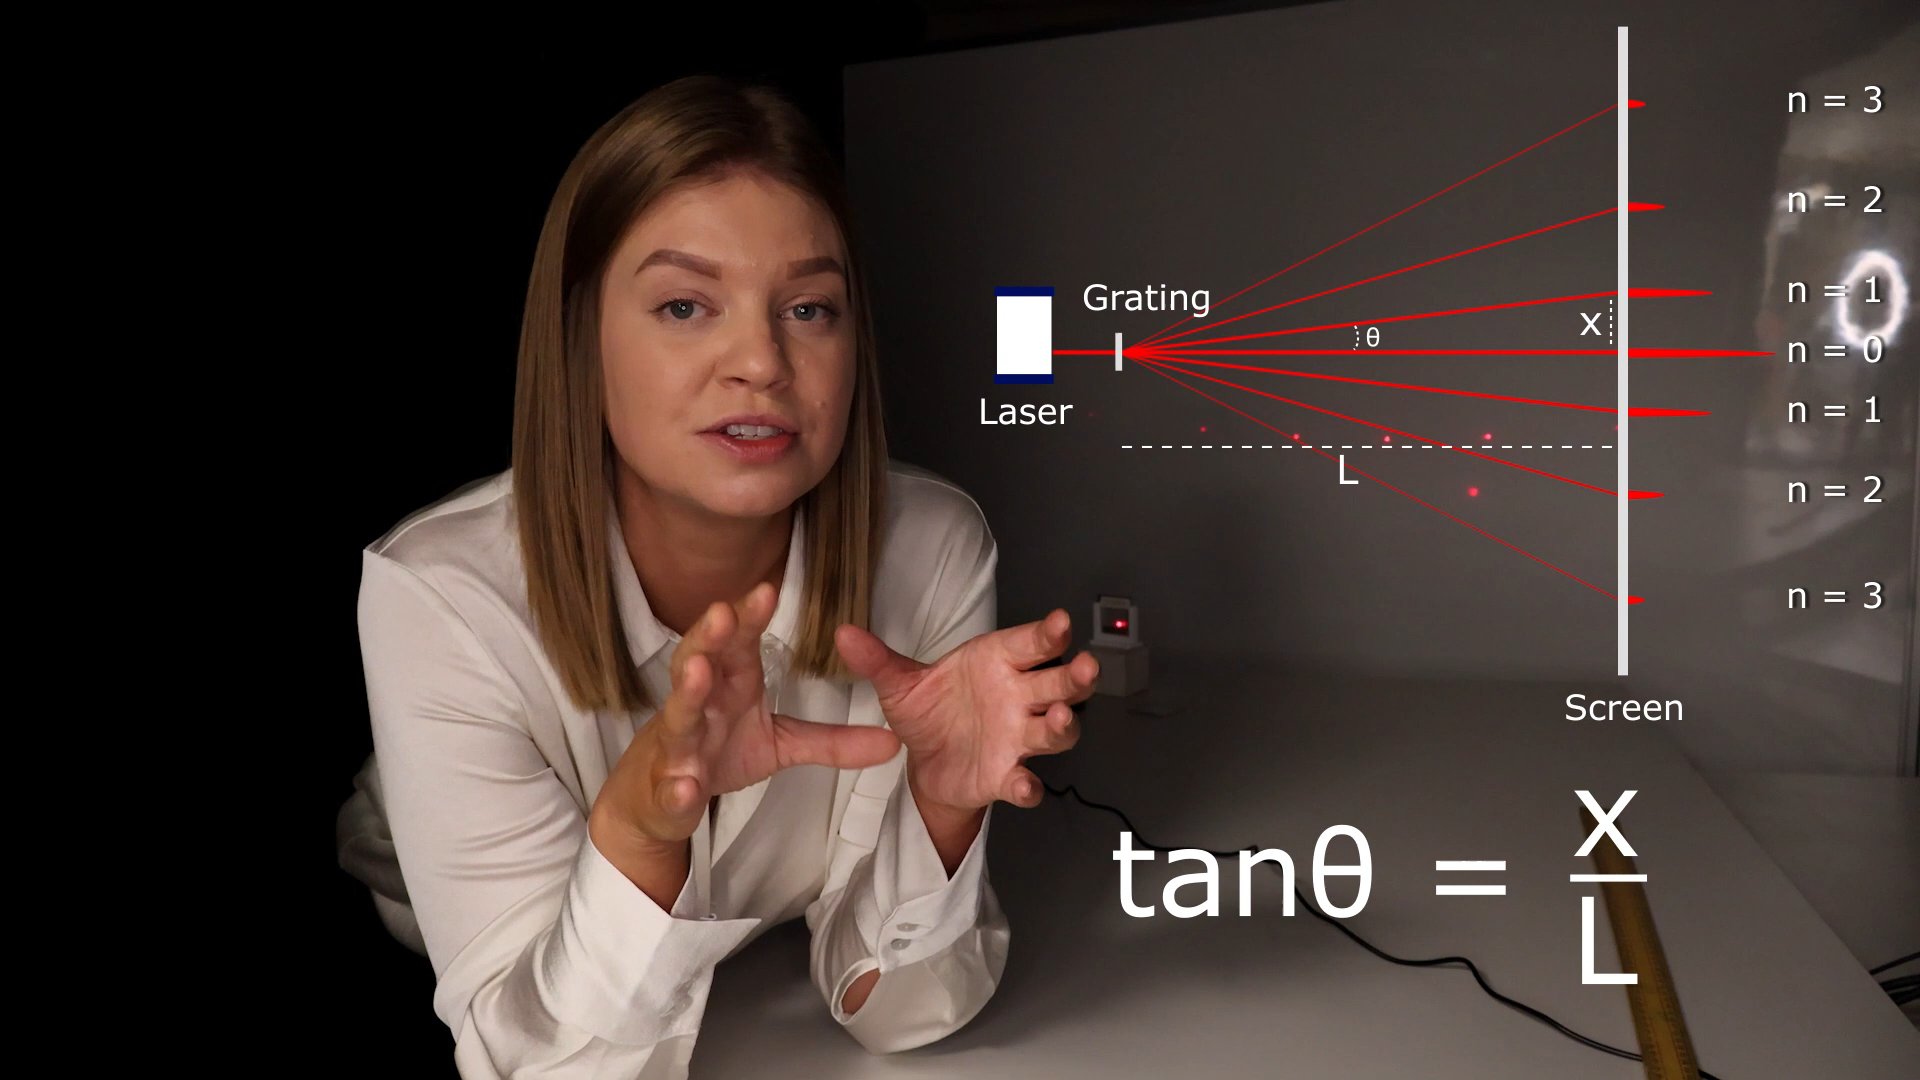 n = 3
n = 2
Grating
n = 1
x
θ
n = 0
Laser
n = 1
L
n = 2
n = 3
Screen
tanθ = x/L